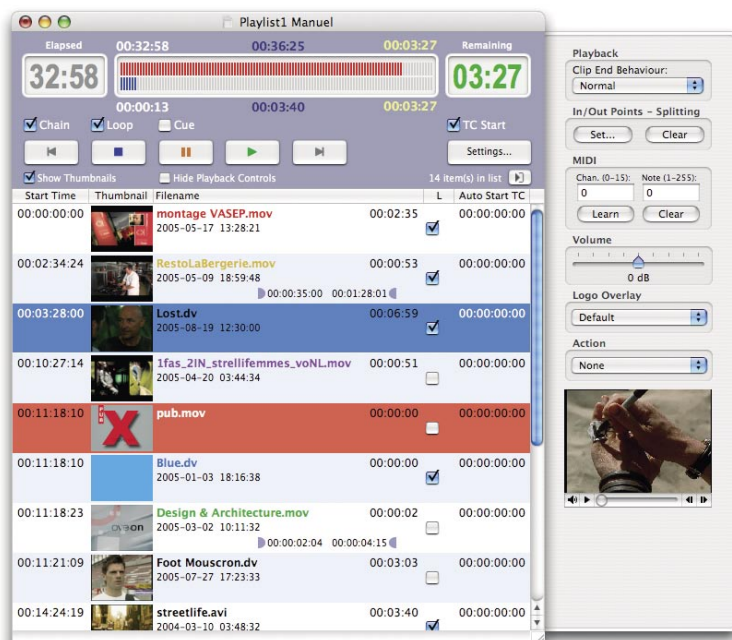 Playlist1 Manuel
Elapsed 00:32:58 00:36:25 00:03:27 Remaining
32:58 03:27
00:00:13 00:03:40 00:03:27
Chain Loop Cue TC Start
Settings...
Show Thumbnails Hide Playback Controls 14 item(s) in list
Start Time Thumbnail Filename L Auto Start TC
00:00:00:00 montage VASEP.mov 00:02:35 00:00:00:00
2005-05-17 13:28:21
00:02:34:24 RestoLaBergerie.mov 00:00:53 00:00:00:00
2005-05-09 18:59:48
00:00:35:00 00:01:28:01
00:03:28:00 Lost.dv 00:06:59 00:00:00:00
2005-08-19 12:30:00
00:10:27:14 1fas_2IN_strellifemmes_voNL.mov 00:00:51 00:00:00:00
2005-04-20 03:44:34
00:11:18:10 PUB X pub.mov 00:00:00 00:00:00:00
00:11:18:10 Blue.dv 00:00:00 00:00:00:00
2005-01-03 18:16:38
00:11:18:23 Design & Architecture.mov 00:00:02 00:00:00:00
2005-03-02 10:11:32
00:00:02:04 00:00:04:15
00:11:21:09 Foot Mouscron.dv 00:03:03 00:00:00:00
2005-07-27 17:23:33
00:14:24:19 streetlife.avi 00:03:40 00:00:00:00
2004-03-10 03:48:32
Playback
Clip End Behaviour:
Normal
In/Out Points - Splitting
Set... Clear
MIDI
Chan. (0-15): Note (1-255):
0 0
Learn Clear
Volume
0 dB
Logo Overlay
Default
Action
None